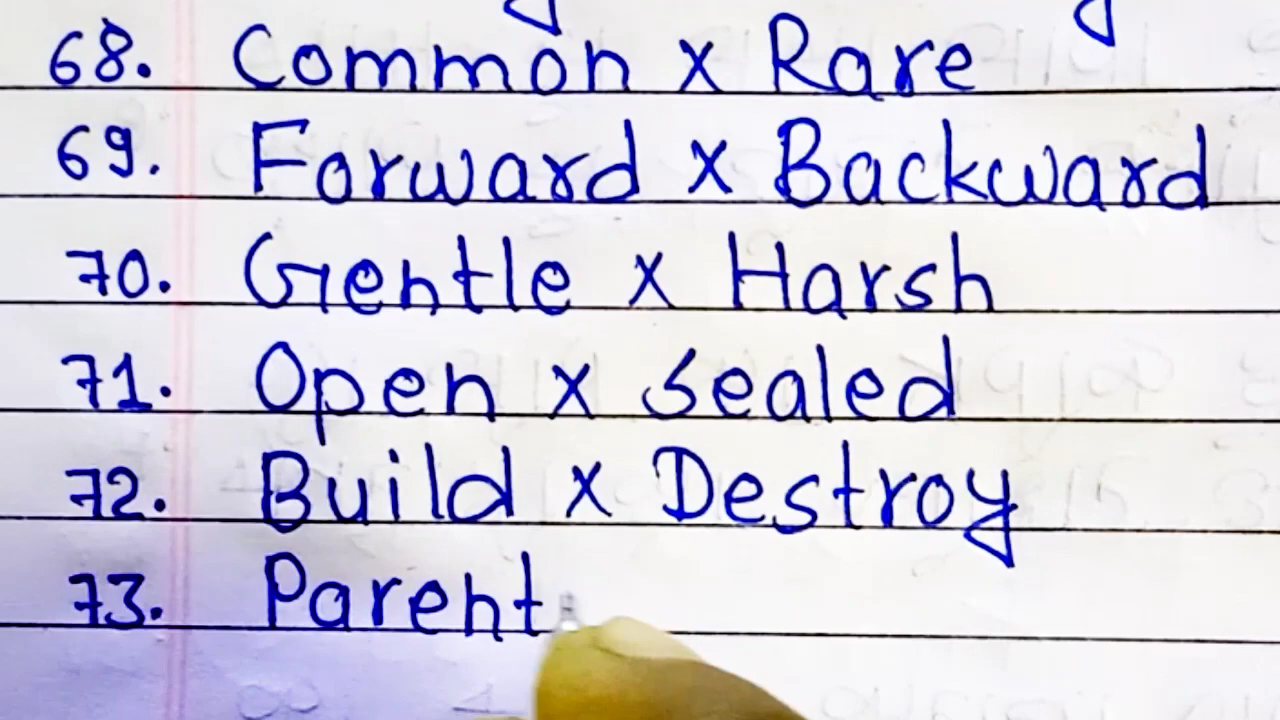 68. Common x Rare
69. Forward x Backward
70. Gentle x Harsh
71. Open x Sealed
72. Build x Destroy
73. Parent